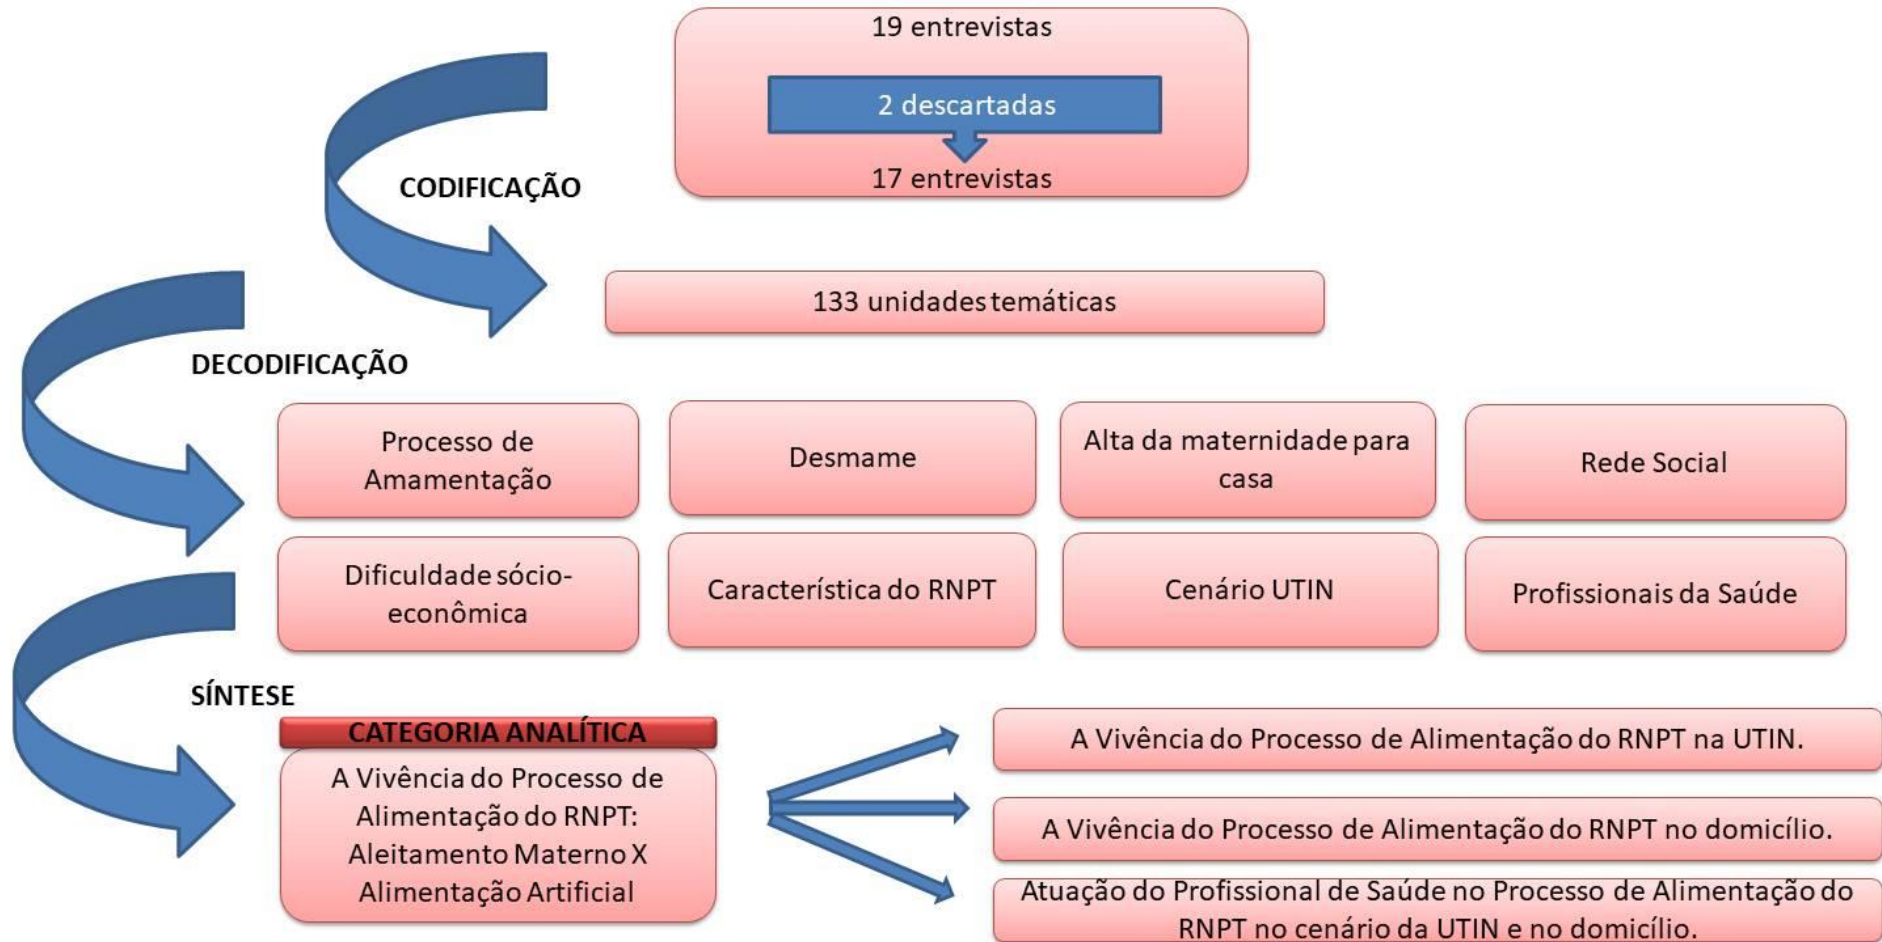 19 entrevistas
2 descartadas
17 entrevistas
CODIFICAÇÃO
133 unidades temáticas
DECODIFICAÇÃO
Processo de
Amamentação
Desmame
Alta da maternidade para
casa
Rede Social
Dificuldade sócio-
econômica
Característica do RNPT
Cenário UTIN
Profissionais da Saúde
SÍNTESE
CATEGORIA ANALÍTICA
A Vivência do Processo de
Alimentação do RNPT:
Aleitamento Materno X
Alimentação Artificial
A Vivência do Processo de Alimentação do RNPT na UTIN.
A Vivência do Processo de Alimentação do RNPT no domicílio.
Atuação do Profissional de Saúde no Processo de Alimentação do
RNPT no cenário da UTIN e no domicílio.